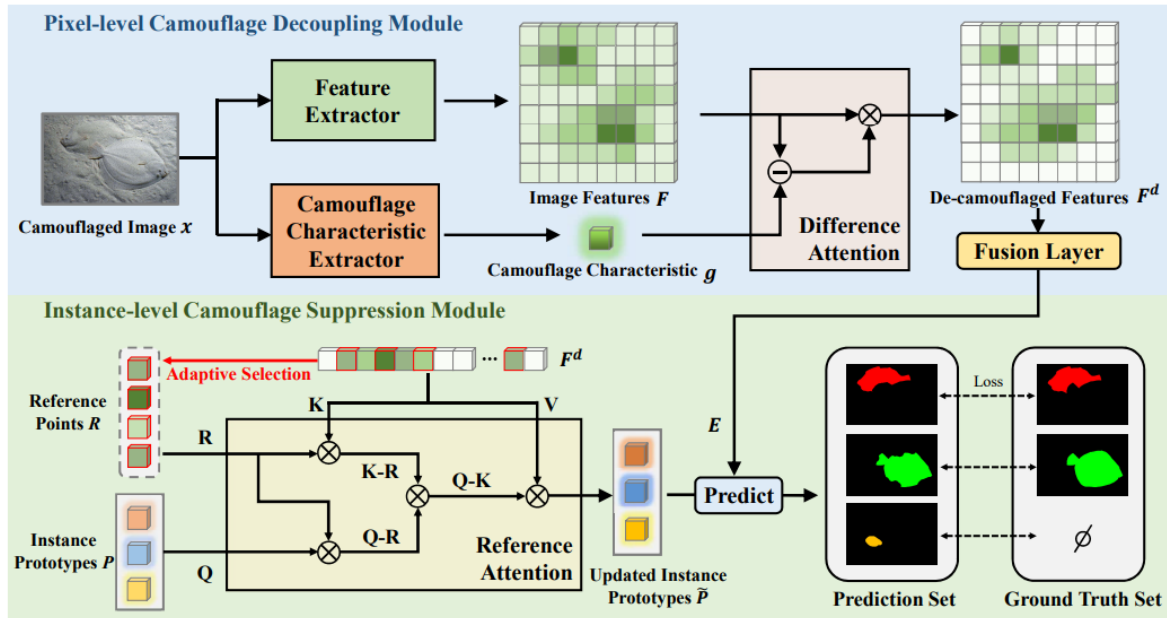 Pixel-level Camouflage Decoupling Module
Feature
Extractor
Camouflaged Image x
Camouflage
Characteristic
Extractor
Image Features F
Camouflage Characteristic g
Difference
Attention
De-camouflaged Features F^d
Fusion Layer
Instance-level Camouflage Suppression Module
Adaptive Selection
... F^d
Reference
Points R
R
K
V
K-R
Q-K
Q-R
Instance
Prototypes P
Q
Reference
Attention
Updated Instance
Prototypes P̃
E
Predict
Loss
∅
Prediction Set
Ground Truth Set